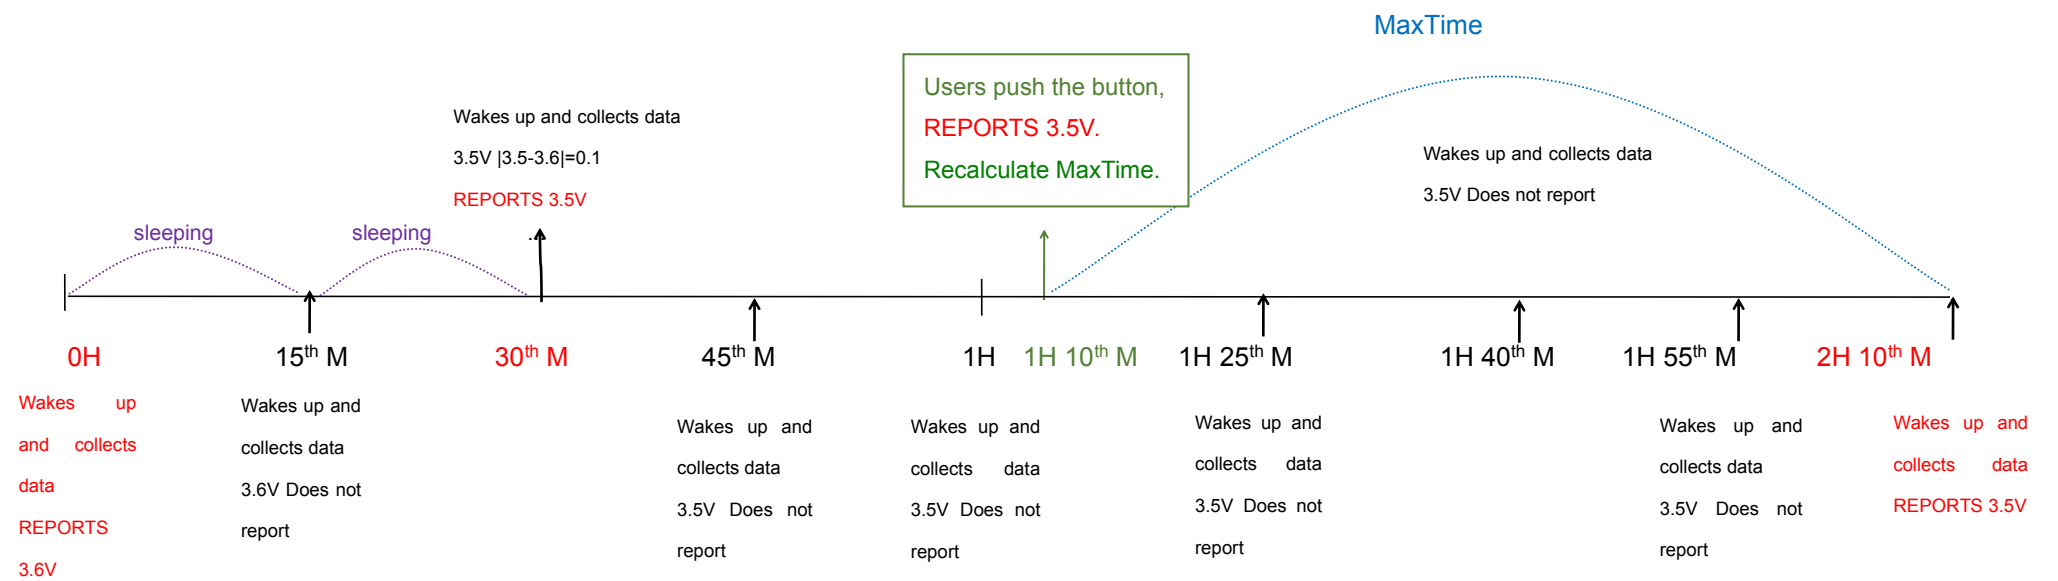 MaxTime
Users push the button,
REPORTS 3.5V.
Recalculate MaxTime.
Wakes up and collects data
3.5V |3.5-3.6|=0.1
REPORTS 3.5V
Wakes up and collects data
3.5V Does not report
sleeping
sleeping
..
0H
15th M
30th M
45th M
1H
1H 10th M
1H 25th M
1H 40th M
1H 55th M
2H 10th M
Wakes up
and collects
data
REPORTS
3.6V
Wakes up and
collects data
3.6V Does not
report
Wakes up and
collects data
3.5V Does not
report
Wakes up and
collects data
3.5V Does not
report
Wakes up and
collects data
3.5V Does not
report
Wakes up and
collects data
3.5V Does not
report
Wakes up and
collects data
REPORTS 3.5V